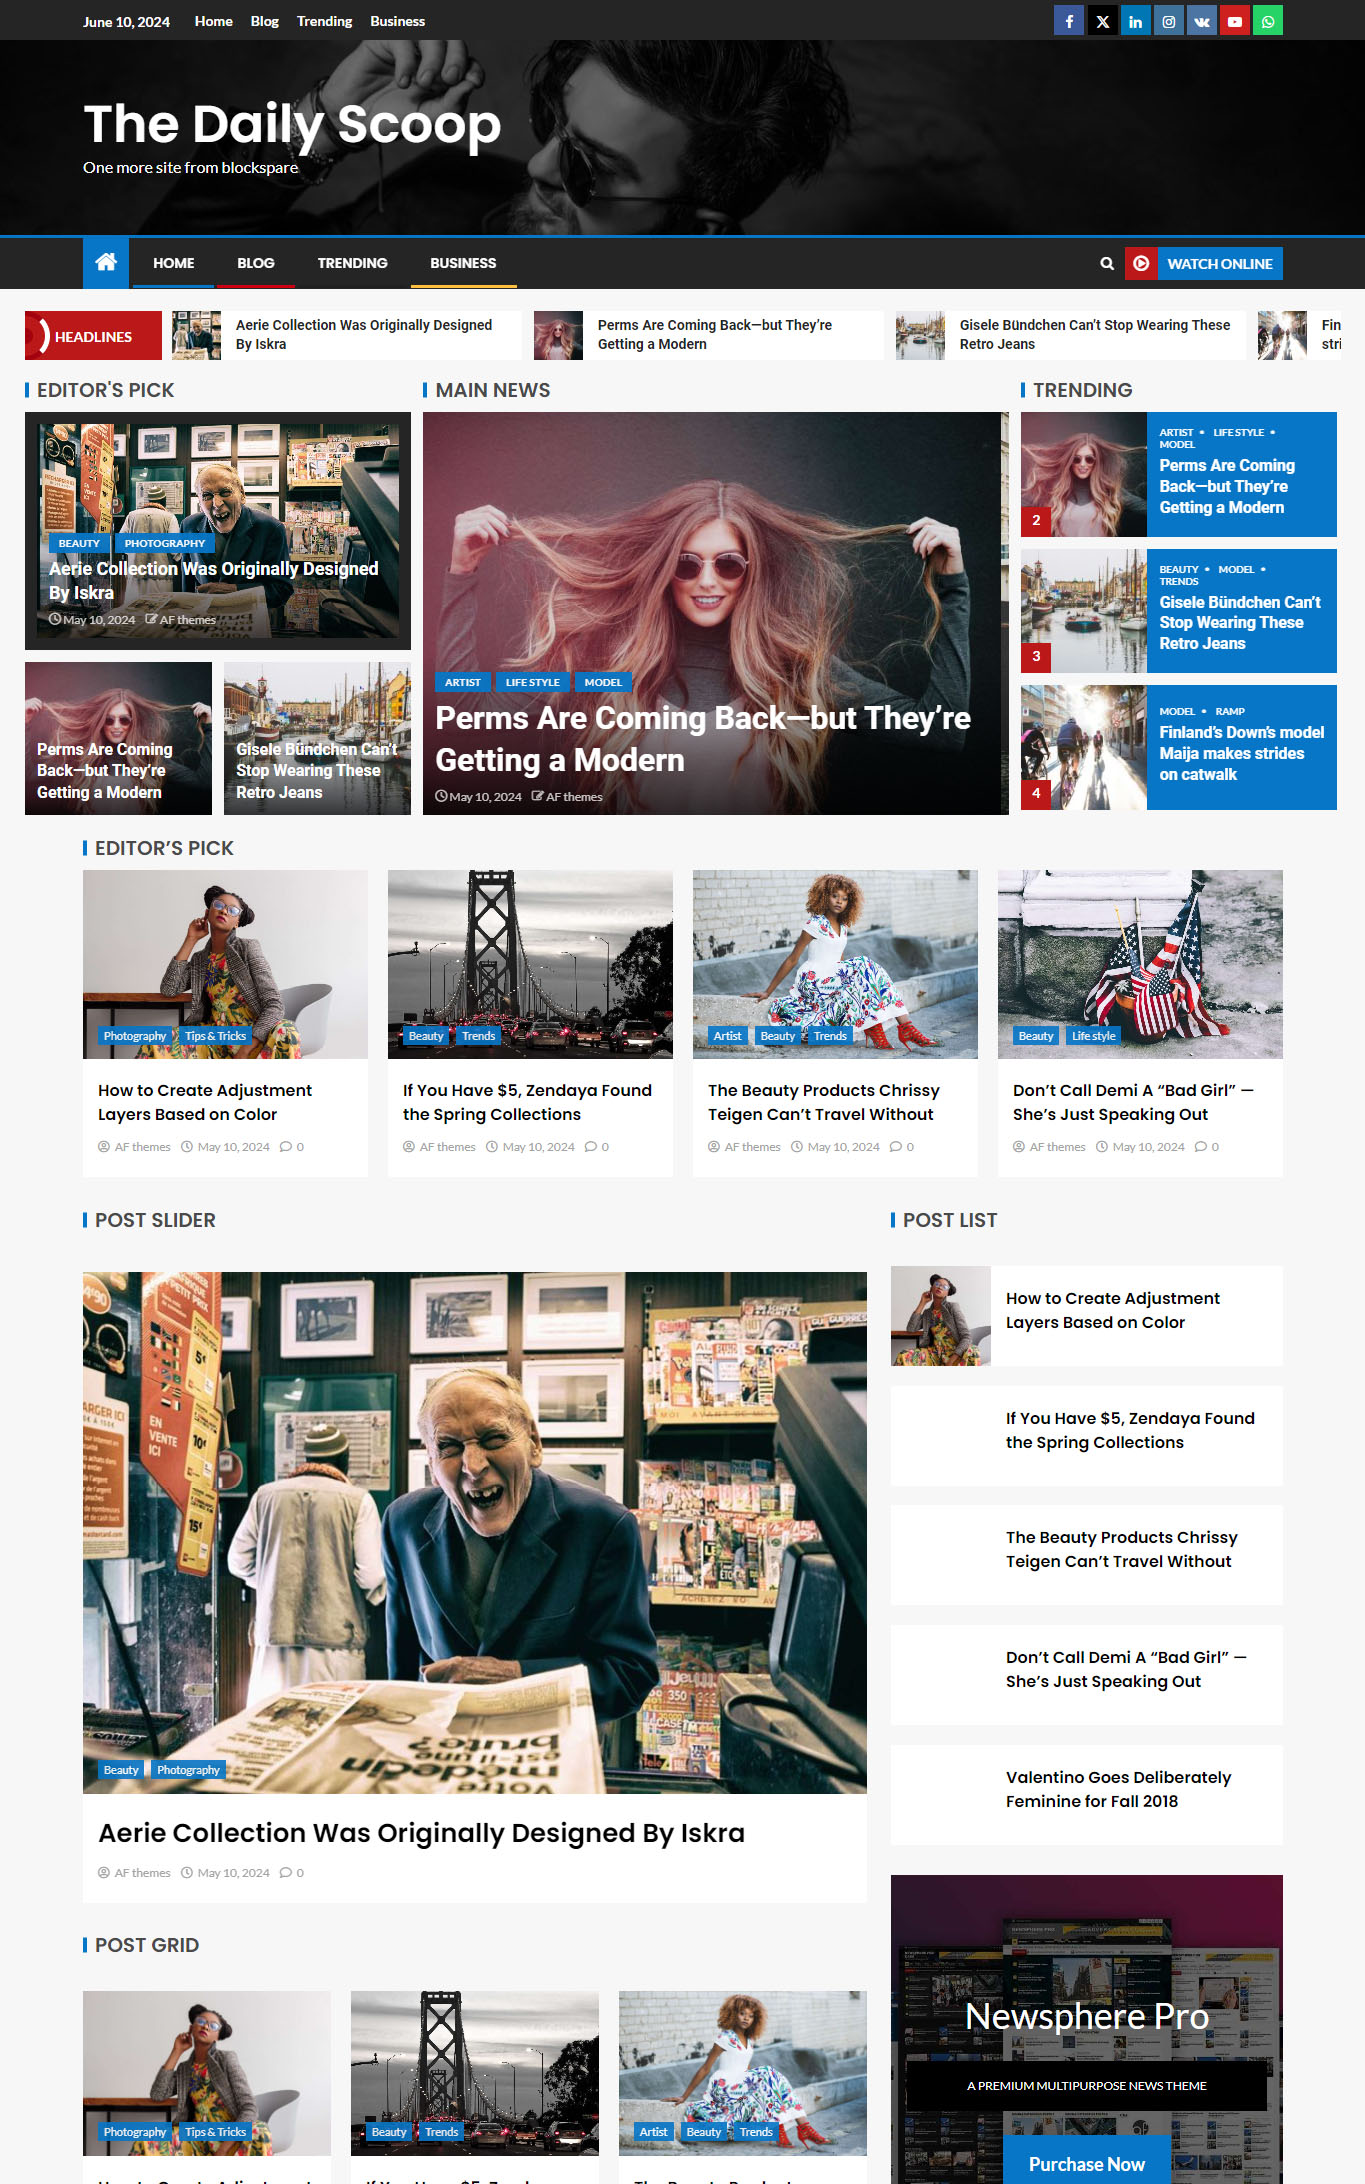 June 10, 2024 Home Blog Trending Business
The Daily Scoop
One more site from blockspare
HOME BLOG TRENDING BUSINESS
WATCH ONLINE
HEADLINES
Aerie Collection Was Originally Designed
By Iskra
Perms Are Coming Back—but They’re
Getting a Modern
Gisele Bündchen Can’t Stop Wearing These
Retro Jeans
Fin
stri
EDITOR'S PICK
BEAUTY PHOTOGRAPHY
Aerie Collection Was Originally Designed
By Iskra
May 10, 2024 AF themes
Perms Are Coming
Back—but They’re
Getting a Modern
Gisele Bündchen Can’t
Stop Wearing These
Retro Jeans
MAIN NEWS
ARTIST LIFE STYLE MODEL
Perms Are Coming Back—but They’re
Getting a Modern
May 10, 2024 AF themes
TRENDING
2
ARTIST • LIFE STYLE •
MODEL
Perms Are Coming
Back—but They’re
Getting a Modern
3
BEAUTY • MODEL •
TRENDS
Gisele Bündchen Can’t
Stop Wearing These
Retro Jeans
4
MODEL • RAMP
Finland’s Down’s model
Maija makes strides
on catwalk
EDITOR’S PICK
Photography Tips & Tricks
How to Create Adjustment
Layers Based on Color
AF themes May 10, 2024 0
Beauty Trends
If You Have $5, Zendaya Found
the Spring Collections
AF themes May 10, 2024 0
Artist Beauty Trends
The Beauty Products Chrissy
Teigen Can’t Travel Without
AF themes May 10, 2024 0
Beauty Life style
Don’t Call Demi A “Bad Girl” —
She’s Just Speaking Out
AF themes May 10, 2024 0
POST SLIDER
EN
VENTE
ICI
5€
10€
15€
Beauty Photography
Aerie Collection Was Originally Designed By Iskra
AF themes May 10, 2024 0
POST LIST
How to Create Adjustment
Layers Based on Color
If You Have $5, Zendaya Found
the Spring Collections
The Beauty Products Chrissy
Teigen Can’t Travel Without
Don’t Call Demi A “Bad Girl” —
She’s Just Speaking Out
Valentino Goes Deliberately
Feminine for Fall 2018
POST GRID
Photography Tips & Tricks
Beauty Trends
Artist Beauty Trends
Newsphere Pro
A PREMIUM MULTIPURPOSE NEWS THEME
Purchase Now